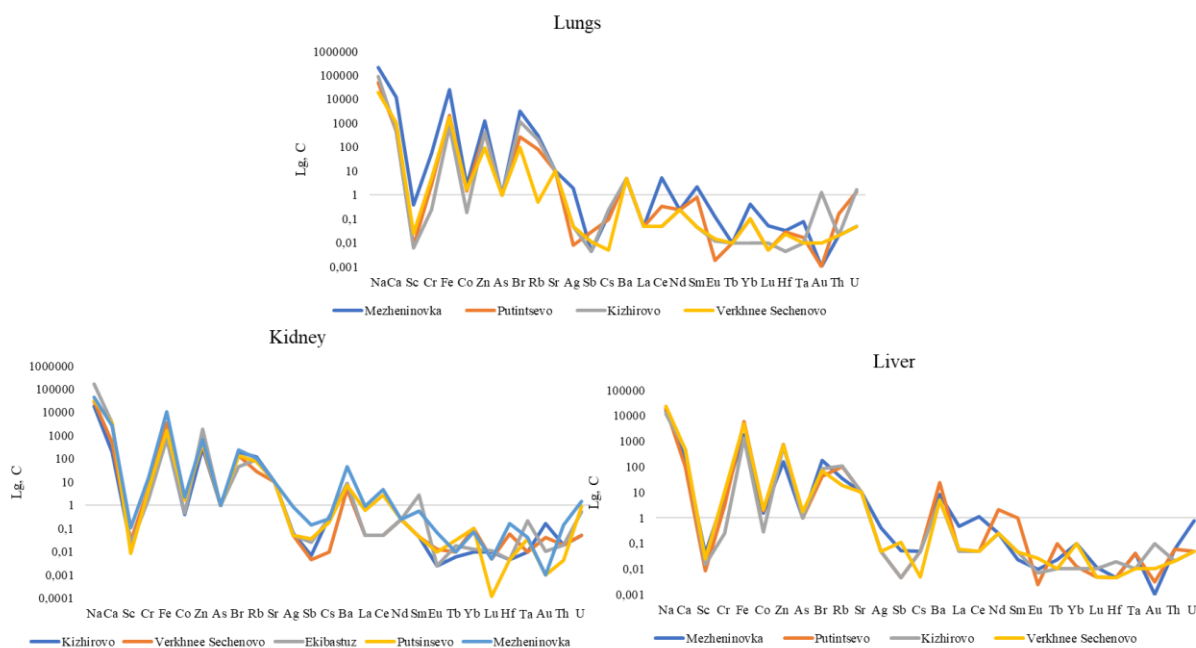 Lungs
1000000
100000
10000
1000
100
10
1
0,1
0,01
0,001
Lg, C
Na Ca Sc Cr Fe Co Zn As Br Rb Sr Ag Sb Cs Ba La Ce Nd Sm Eu Tb Yb Lu Hf Ta Au Th U
Mezheninovka Putintsevo Kizhirovo Verkhnee Sechenovo
Kidney
1000000
100000
10000
1000
100
10
1
0,1
0,01
0,001
0,0001
Lg, C
Na Ca Sc Cr Fe Co Zn As Br Rb Sr Ag Sb Cs Ba La Ce Nd Sm Eu Tb Yb Lu Hf Ta Au Th U
Kizhirovo Verkhnee Sechenovo Ekibastuz Putsinsevo Mezheninovka
Liver
100000
10000
1000
100
10
1
0,1
0,01
0,001
Lg, C
Na Ca Sc Cr Fe Co Zn As Br Rb Sr Ag Sb Cs Ba La Ce Nd Sm Eu Tb Yb Lu Hf Ta Au Th U
Mezheninovka Putintsevo Kizhirovo Verkhnee Sechenovo